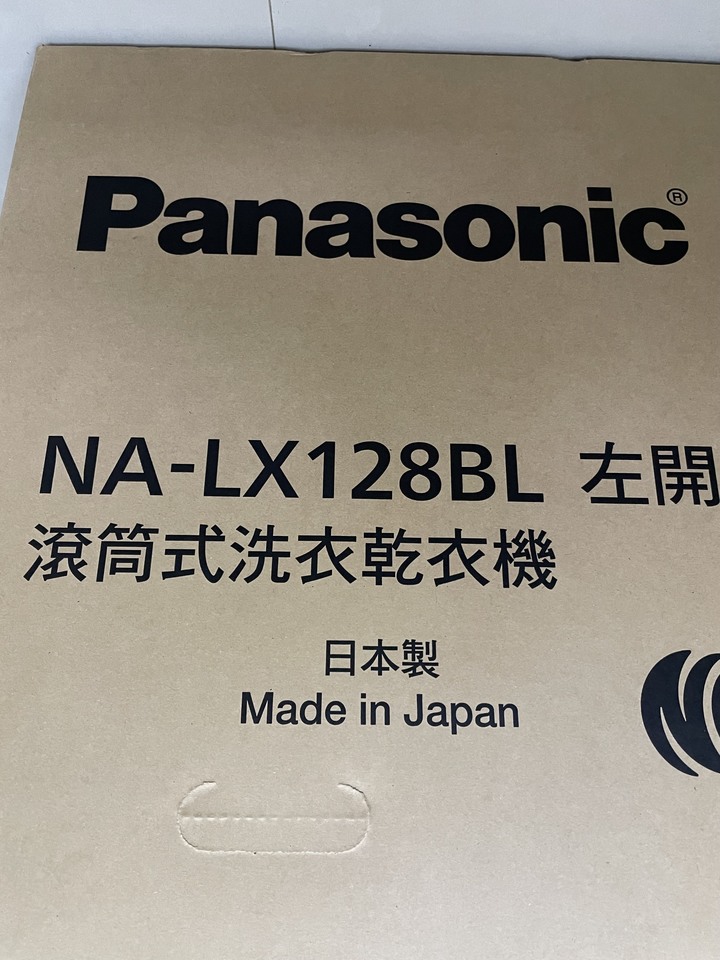 Panasonic®
NA-LX128BL 左開
滾筒式洗衣乾衣機
日本製
Made in Japan